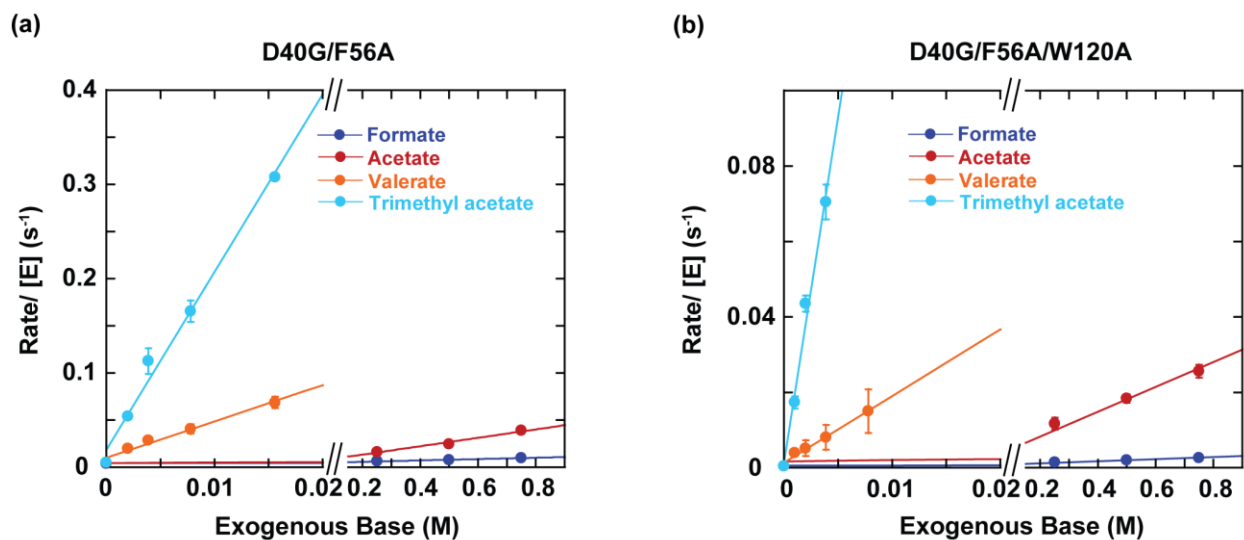 (a)
D40G/F56A
0.4
0.3
0.2
0.1
0
Rate/ [E] (s⁻¹)
Formate
Acetate
Valerate
Trimethyl acetate
0 0.01 0.02 0.2 0.4 0.6 0.8
Exogenous Base (M)
(b)
D40G/F56A/W120A
0.08
0.04
0
Rate/ [E] (s⁻¹)
Formate
Acetate
Valerate
Trimethyl acetate
0 0.01 0.02 0.2 0.4 0.6 0.8
Exogenous Base (M)